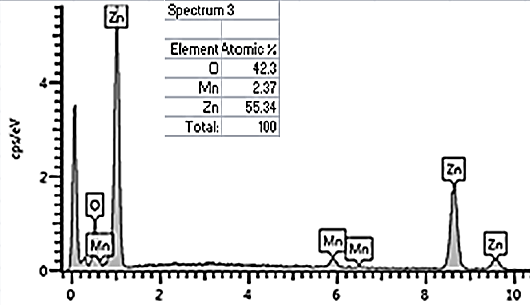 Spectrum 3
Element Atomic %
O 42.3
Mn 2.37
Zn 55.34
Total: 100
Zn
O
Mn
Mn
Mn
Zn
Zn
cps/eV
4
2
0
0 2 4 6 8 10